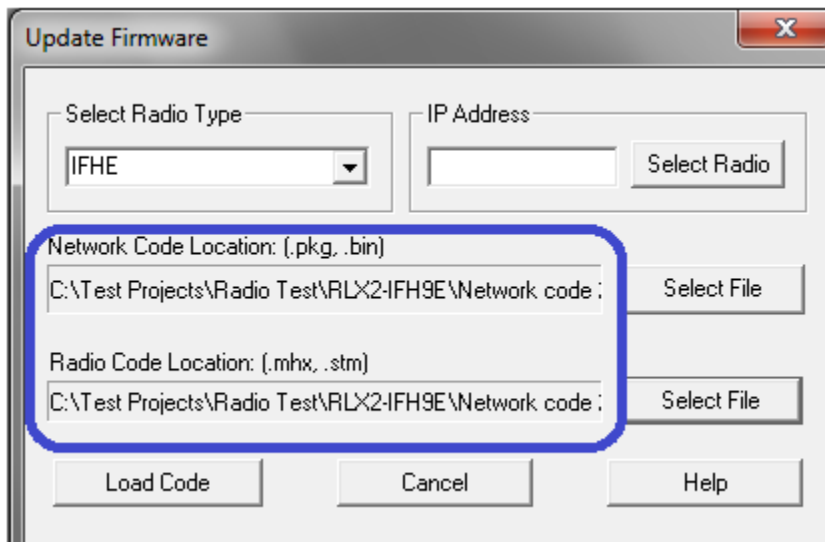 Update Firmware
Select Radio Type
IP Address
IFHE
Select Radio
Network Code Location: (.pkg, .bin)
C:\Test Projects\Radio Test\RLX2-IFH9E\Network code
Select File
Radio Code Location: (.mhx, .stm)
C:\Test Projects\Radio Test\RLX2-IFH9E\Network code
Select File
Load Code
Cancel
Help